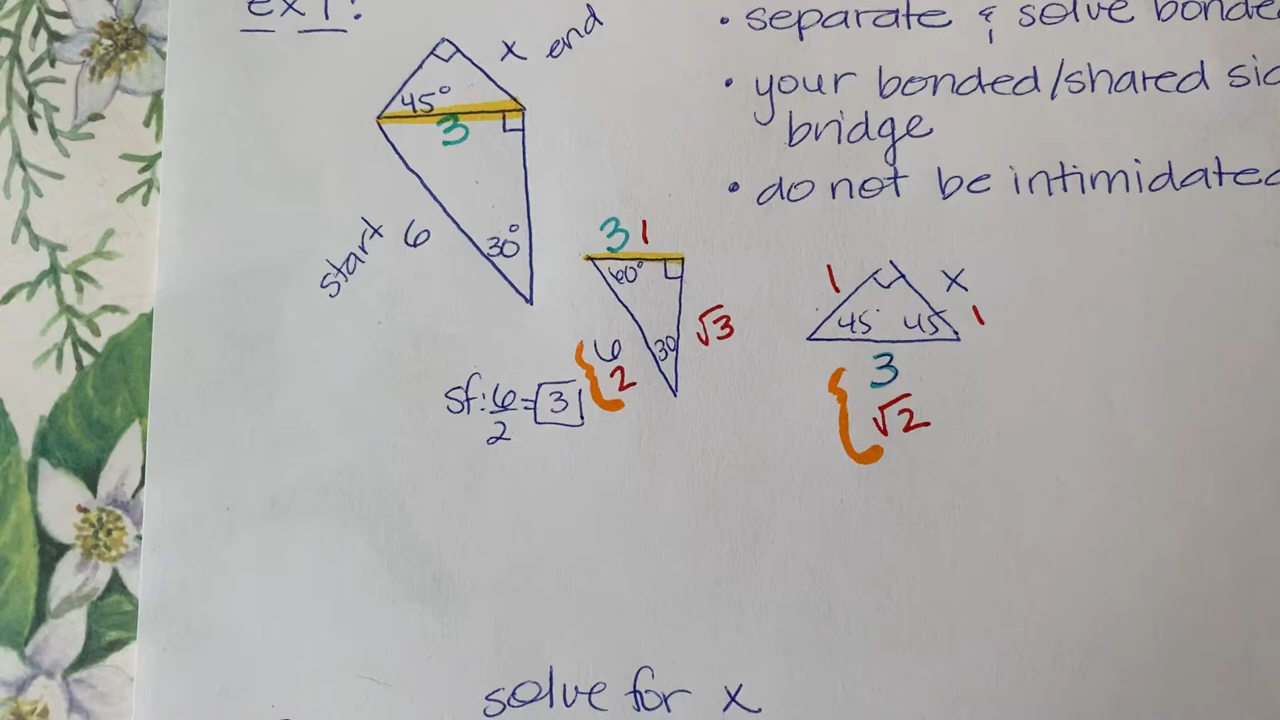 ex 1:
• separate & solve bonde
• your bonded/shared sid
bridge
• do not be intimidated
x end
45°
3
start 6
30°
3 1
60°
√3
6
30
2
sf: 6/2 = 3
1
x
45 45
1
3
√2
solve for x